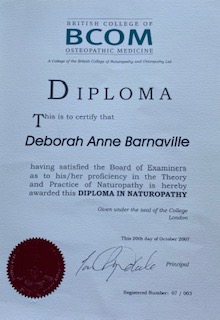 BRITISH COLLEGE OF
BCOM
OSTEOPATHIC MEDICINE
A College of the British College of Naturopathy and Osteopathy Ltd
DIPLOMA
This is to certify that
Deborah Anne Barnaville
having satisfied the Board of Examiners
as to his/her proficiency in the Theory
and Practice of Naturopathy is hereby
awarded this DIPLOMA IN NATUROPATHY
Given under the seal of the College
London
This 20th day of October 2007
Principal
Registered Number: 07 / 003